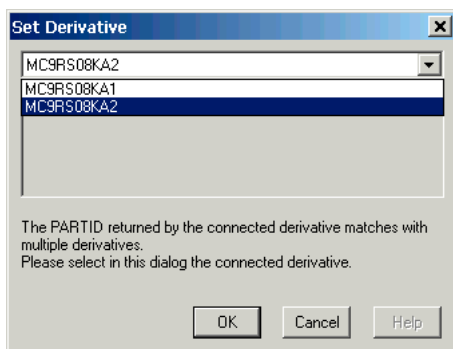 Set Derivative
MC9RS08KA2
MC9RS08KA1
MC9RS08KA2
The PARTID returned by the connected derivative matches with
multiple derivatives.
Please select in this dialog the connected derivative.
OK Cancel Help